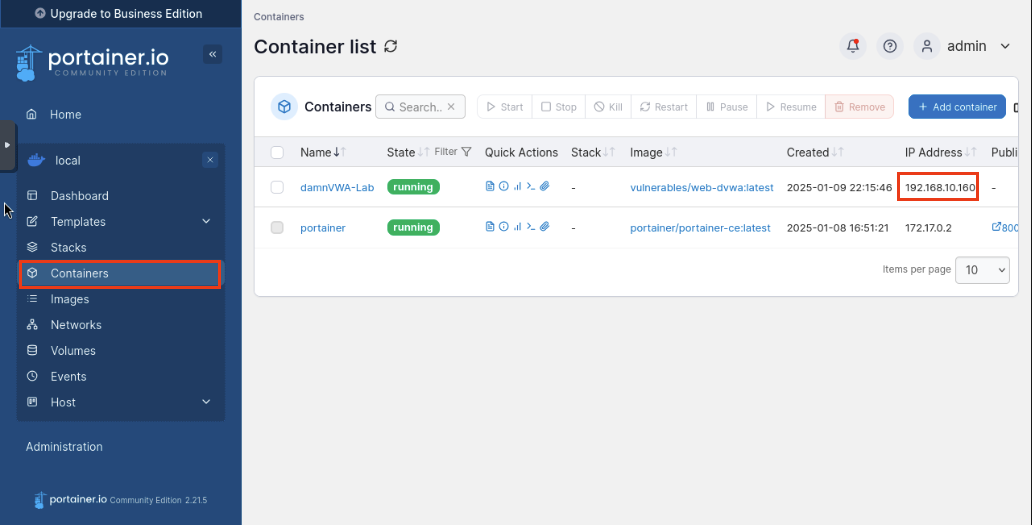 Upgrade to Business Edition
portainer.io
COMMUNITY EDITION
Home
local
Dashboard
Templates
Stacks
Containers
Images
Networks
Volumes
Events
Host
Administration
portainer.io Community Edition 2.21.5
Containers
Container list
admin
Containers Search.. Start Stop Kill Restart Pause Resume Remove + Add container
Name State Filter Quick Actions Stack Image Created IP Address Publi
damnVWA-Lab running - vulnerables/web-dvwa:latest 2025-01-09 22:15:46 192.168.10.160 -
portainer running - portainer/portainer-ce:latest 2025-01-08 16:51:21 172.17.0.2 800
Items per page 10